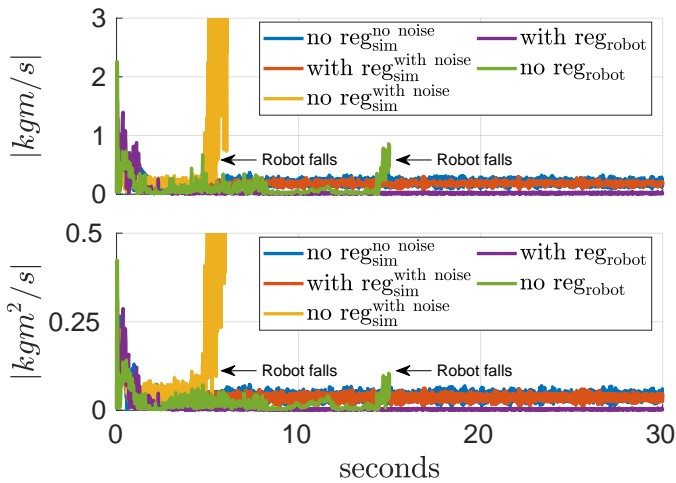 3
2
1
0
|kgm/s|
no reg_sim^no noise
with reg_robot
with reg_sim^with noise
no reg_robot
no reg_sim^with noise
Robot falls
Robot falls
0.5
0.25
0
|kgm²/s|
no reg_sim^no noise
with reg_robot
with reg_sim^with noise
no reg_robot
no reg_sim^with noise
Robot falls
Robot falls
0
10
20
30
seconds